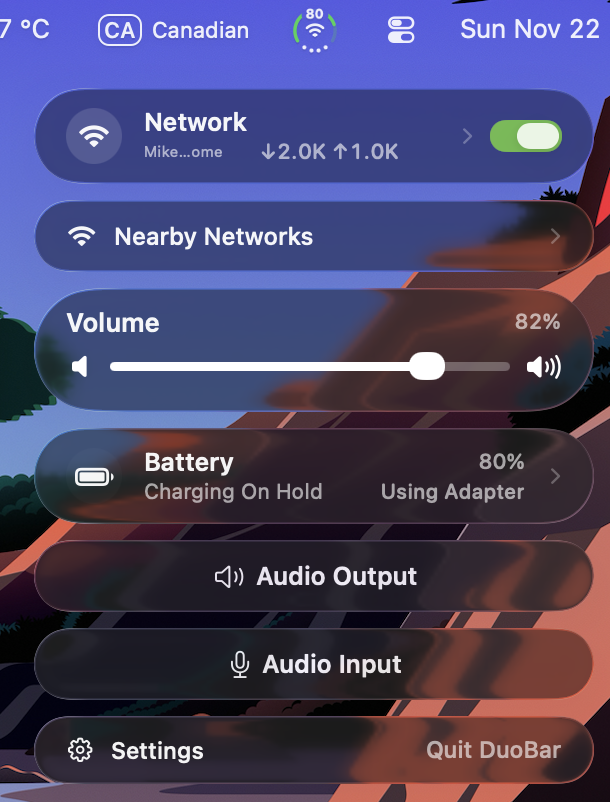 7 °C
CA Canadian
80
Sun Nov 22
Network
Mike...ome ↓2.0K ↑1.0K
Nearby Networks
Volume
82%
Battery
80%
Charging On Hold
Using Adapter
Audio Output
Audio Input
Settings
Quit DuoBar